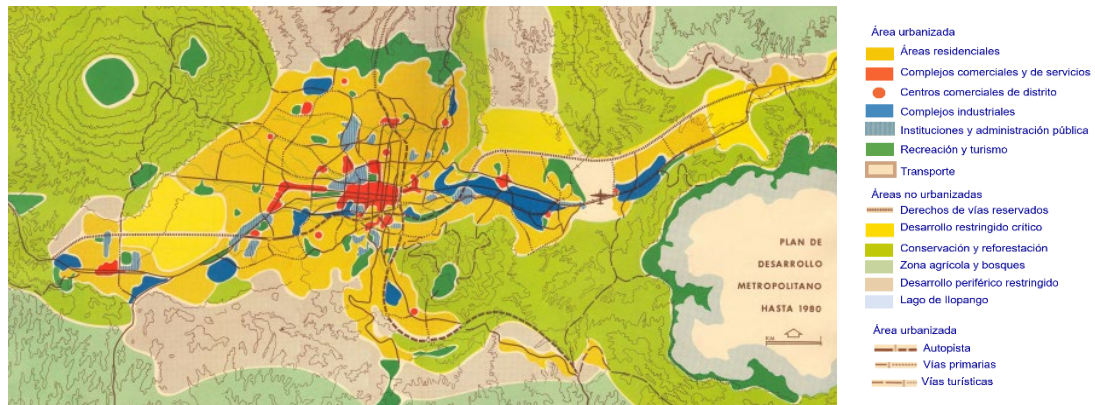 PLAN DE
DESARROLLO
METROPOLITANO
HASTA 1980
KM
Área urbanizada
Áreas residenciales
Complejos comerciales y de servicios
Centros comerciales de distrito
Complejos industriales
Instituciones y administración pública
Recreación y turismo
Transporte
Áreas no urbanizadas
Derechos de vías reservados
Desarrollo restringido crítico
Conservación y reforestación
Zona agrícola y bosques
Desarrollo periférico restringido
Lago de Ilopango
Área urbanizada
Autopista
Vías primarias
Vías turísticas